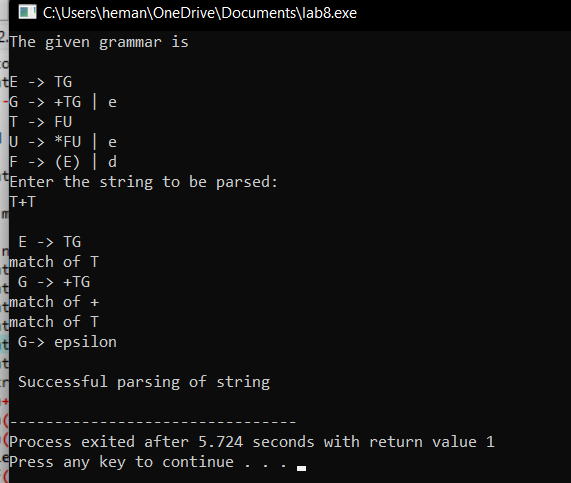 C:\Users\heman\OneDrive\Documents\lab8.exe
The given grammar is
E -> TG
G -> +TG | e
T -> FU
U -> *FU | e
F -> (E) | d
Enter the string to be parsed:
T+T
E -> TG
match of T
G -> +TG
match of +
match of T
G-> epsilon
Successful parsing of string
--------------------------------
Process exited after 5.724 seconds with return value 1
Press any key to continue . . .